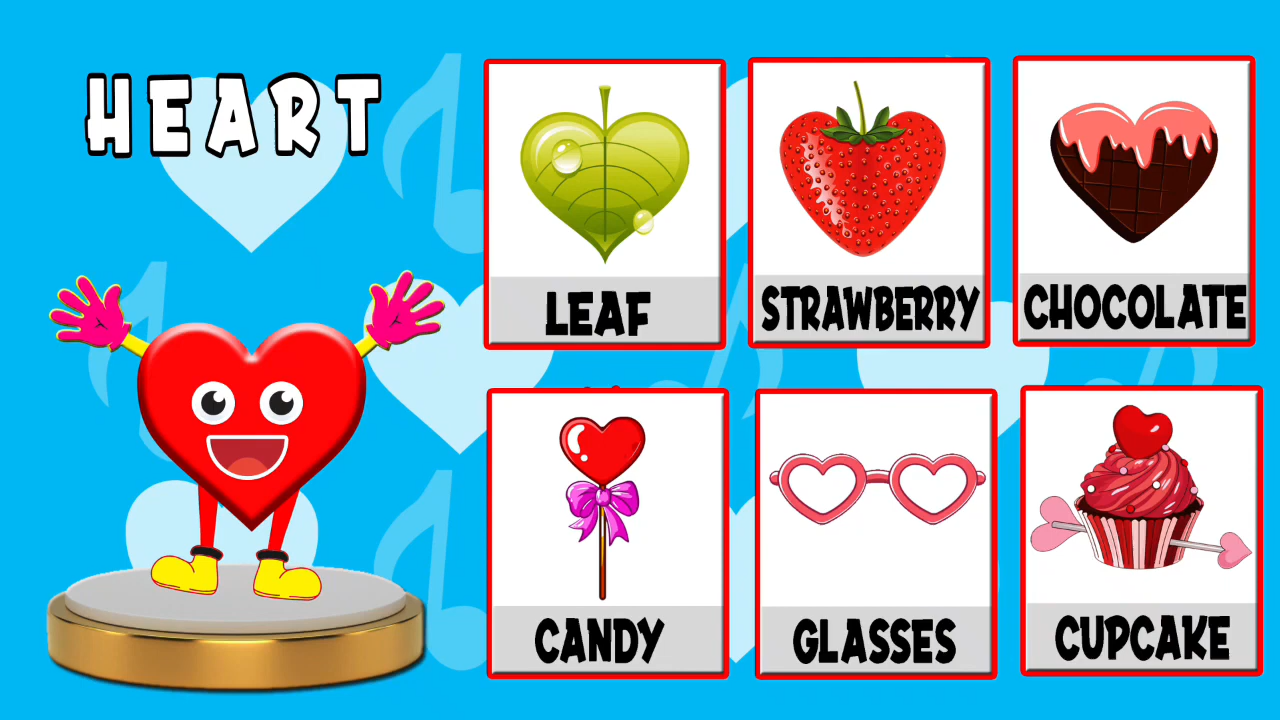 HEART
LEAF
STRAWBERRY
CHOCOLATE
CANDY
GLASSES
CUPCAKE